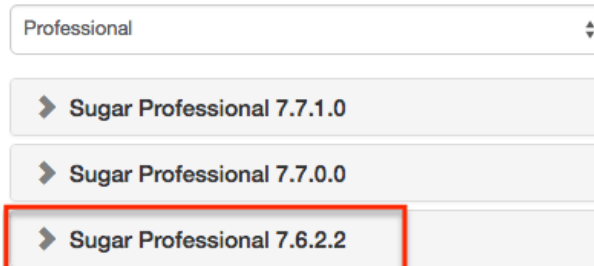 Professional
Sugar Professional 7.7.1.0
Sugar Professional 7.7.0.0
Sugar Professional 7.6.2.2